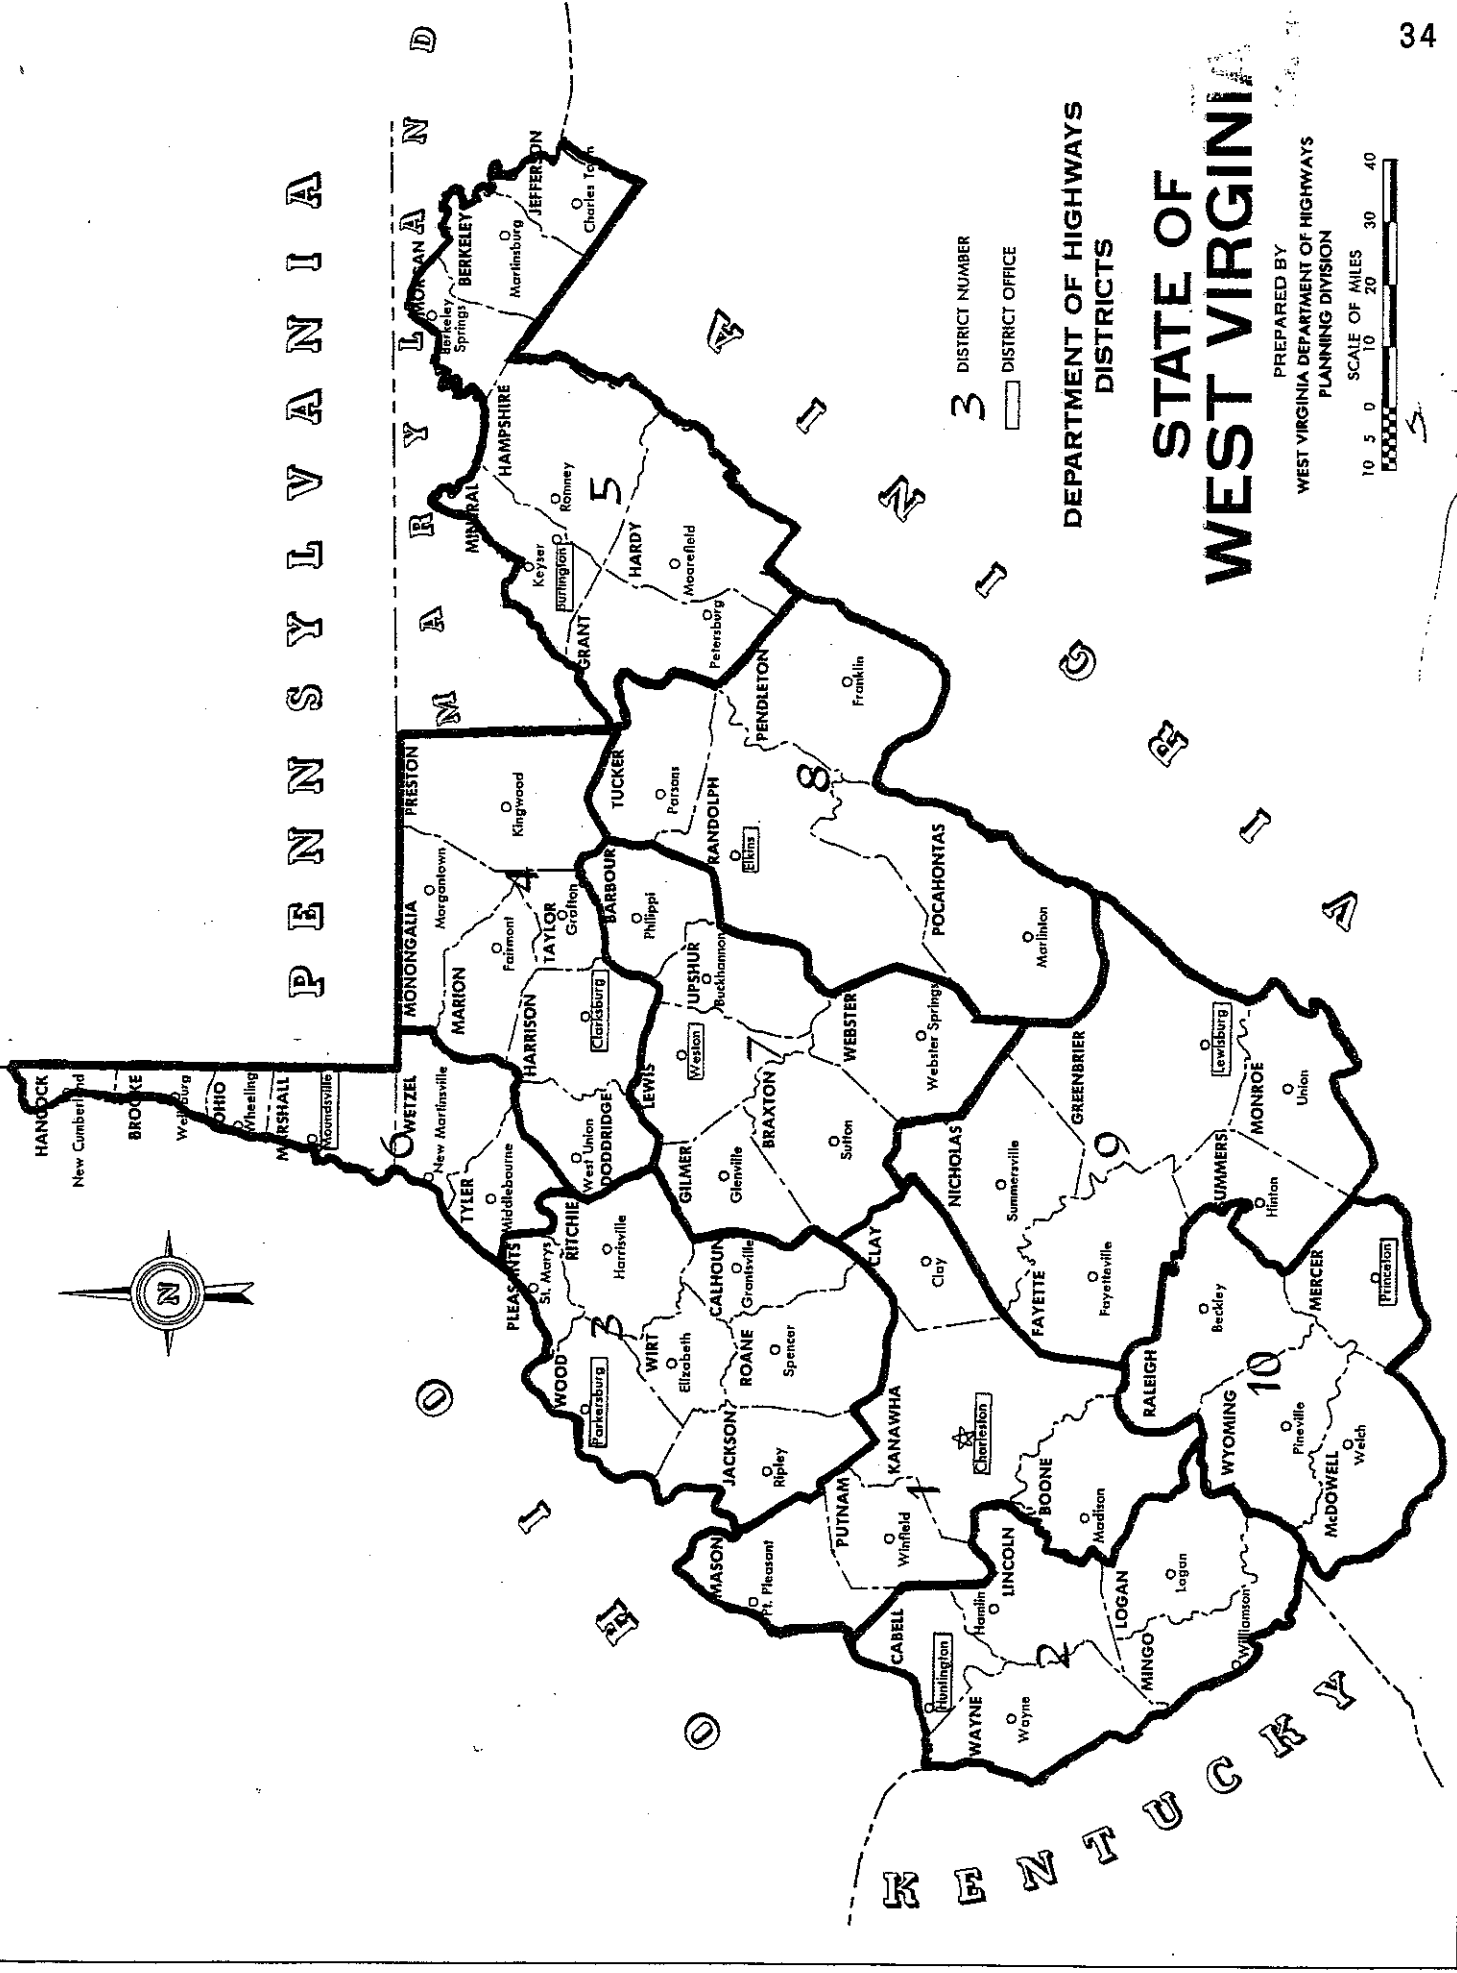 34
PENNSYLVANIA
MARYLAND
VIRGINIA
OHIO
KENTUCKY
N
HANCOCK
New Cumberland
BROOKE
Wellsburg
OHIO
Wheeling
MARSHALL
Moundsville
6
WETZEL
New Martinsville
TYLER
Middlebourne
MONONGALIA
Morgantown
PRESTON
Kingwood
MARION
Fairmont
4
TAYLOR
Grafton
HARRISON
Clarksburg
DODDRIDGE
West Union
PLEASANTS
St. Marys
RITCHIE
Harrisville
WOOD
Parkersburg
3
WIRT
Elizabeth
CALHOUN
Grantsville
ROANE
Spencer
JACKSON
Ripley
MASON
Pt. Pleasant
PUTNAM
Winfield
1
KANAWHA
Charleston
CLAY
Clay
BOONE
Madison
CABELL
Huntington
WAYNE
Wayne
2
LINCOLN
Hamlin
LOGAN
Logan
MINGO
Williamson
BARBOUR
Philippi
LEWIS
Weston
UPSHUR
Buckhannon
7
GILMER
Glenville
BRAXTON
Sutton
WEBSTER
Webster Springs
TUCKER
Parsons
RANDOLPH
Elkins
8
PENDLETON
Franklin
POCAHONTAS
Marlinton
MINERAL
Keyser
Burlington
HAMPSHIRE
Romney
5
GRANT
Petersburg
HARDY
Moorefield
MORGAN
Berkeley
Springs
BERKELEY
Martinsburg
JEFFERSON
Charles Town
NICHOLAS
Summersville
GREENBRIER
Lewisburg
9
FAYETTE
Fayetteville
SUMMERS
Hinton
MONROE
Union
RALEIGH
Beckley
10
MERCER
Princeton
WYOMING
Pineville
McDOWELL
Welch
3 DISTRICT NUMBER
DISTRICT OFFICE
DEPARTMENT OF HIGHWAYS
DISTRICTS
STATE OF
WEST VIRGINIA
PREPARED BY
WEST VIRGINIA DEPARTMENT OF HIGHWAYS
PLANNING DIVISION
SCALE OF MILES
10 5 0 10 20 30 40